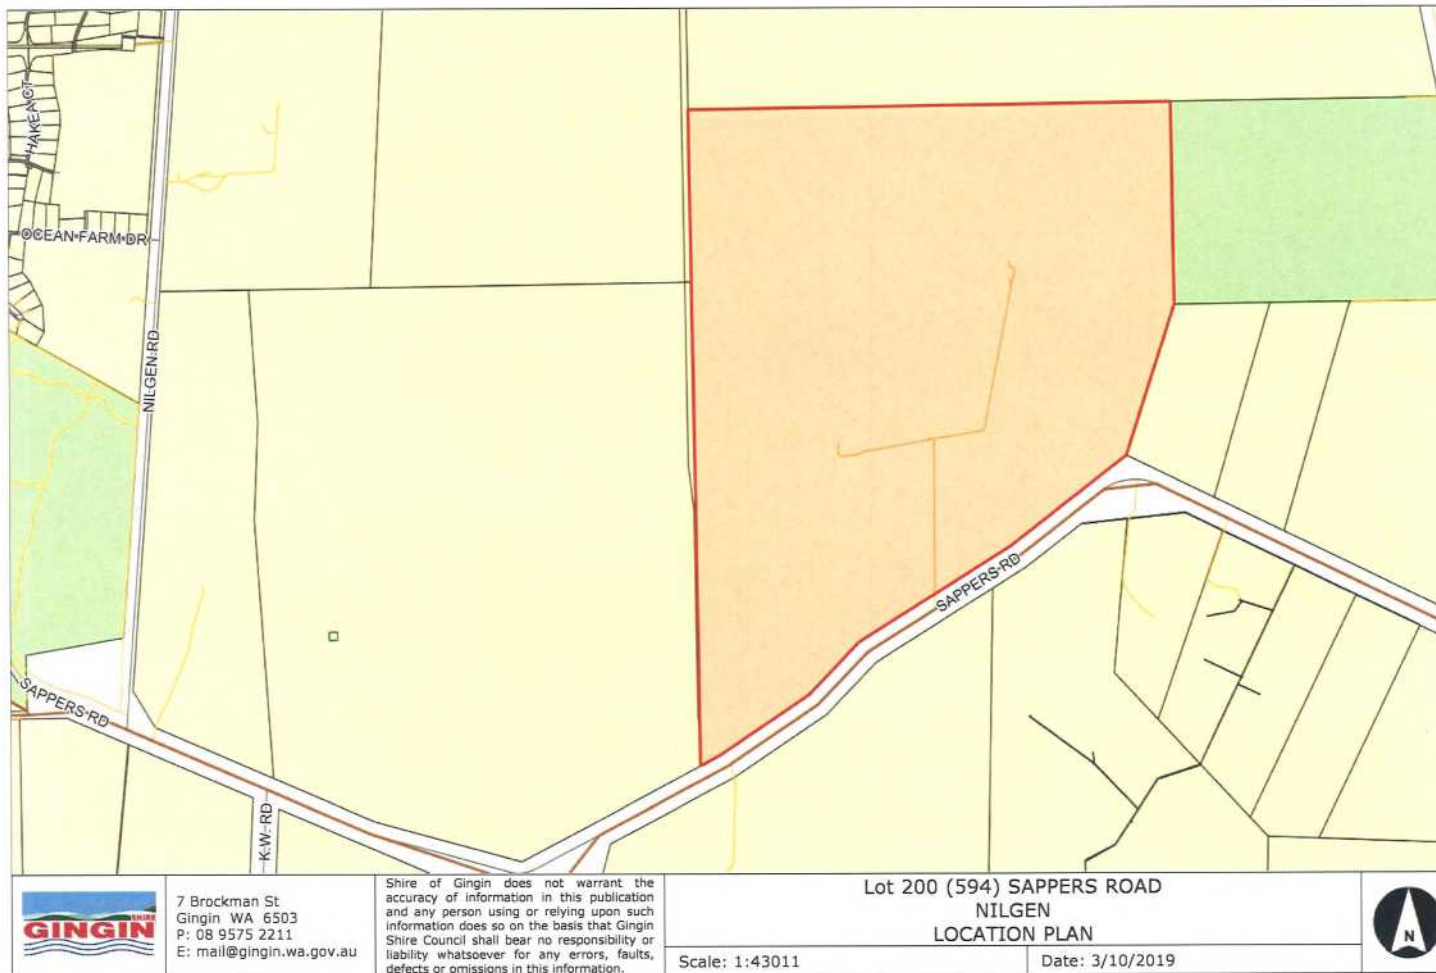 HAKEA CT
OCEAN FARM DR
NILGEN RD
SAPPERS RD
SAPPERS RD
K.W. RD
SHIRE
GINGIN
7 Brockman St
Gingin WA 6503
P: 08 9575 2211
E: mail@gingin.wa.gov.au
Shire of Gingin does not warrant the
accuracy of information in this publication
and any person using or relying upon such
information does so on the basis that Gingin
Shire Council shall bear no responsibility or
liability whatsoever for any errors, faults,
defects or omissions in this information.
Lot 200 (594) SAPPERS ROAD
NILGEN
LOCATION PLAN
Scale: 1:43011
Date: 3/10/2019
N